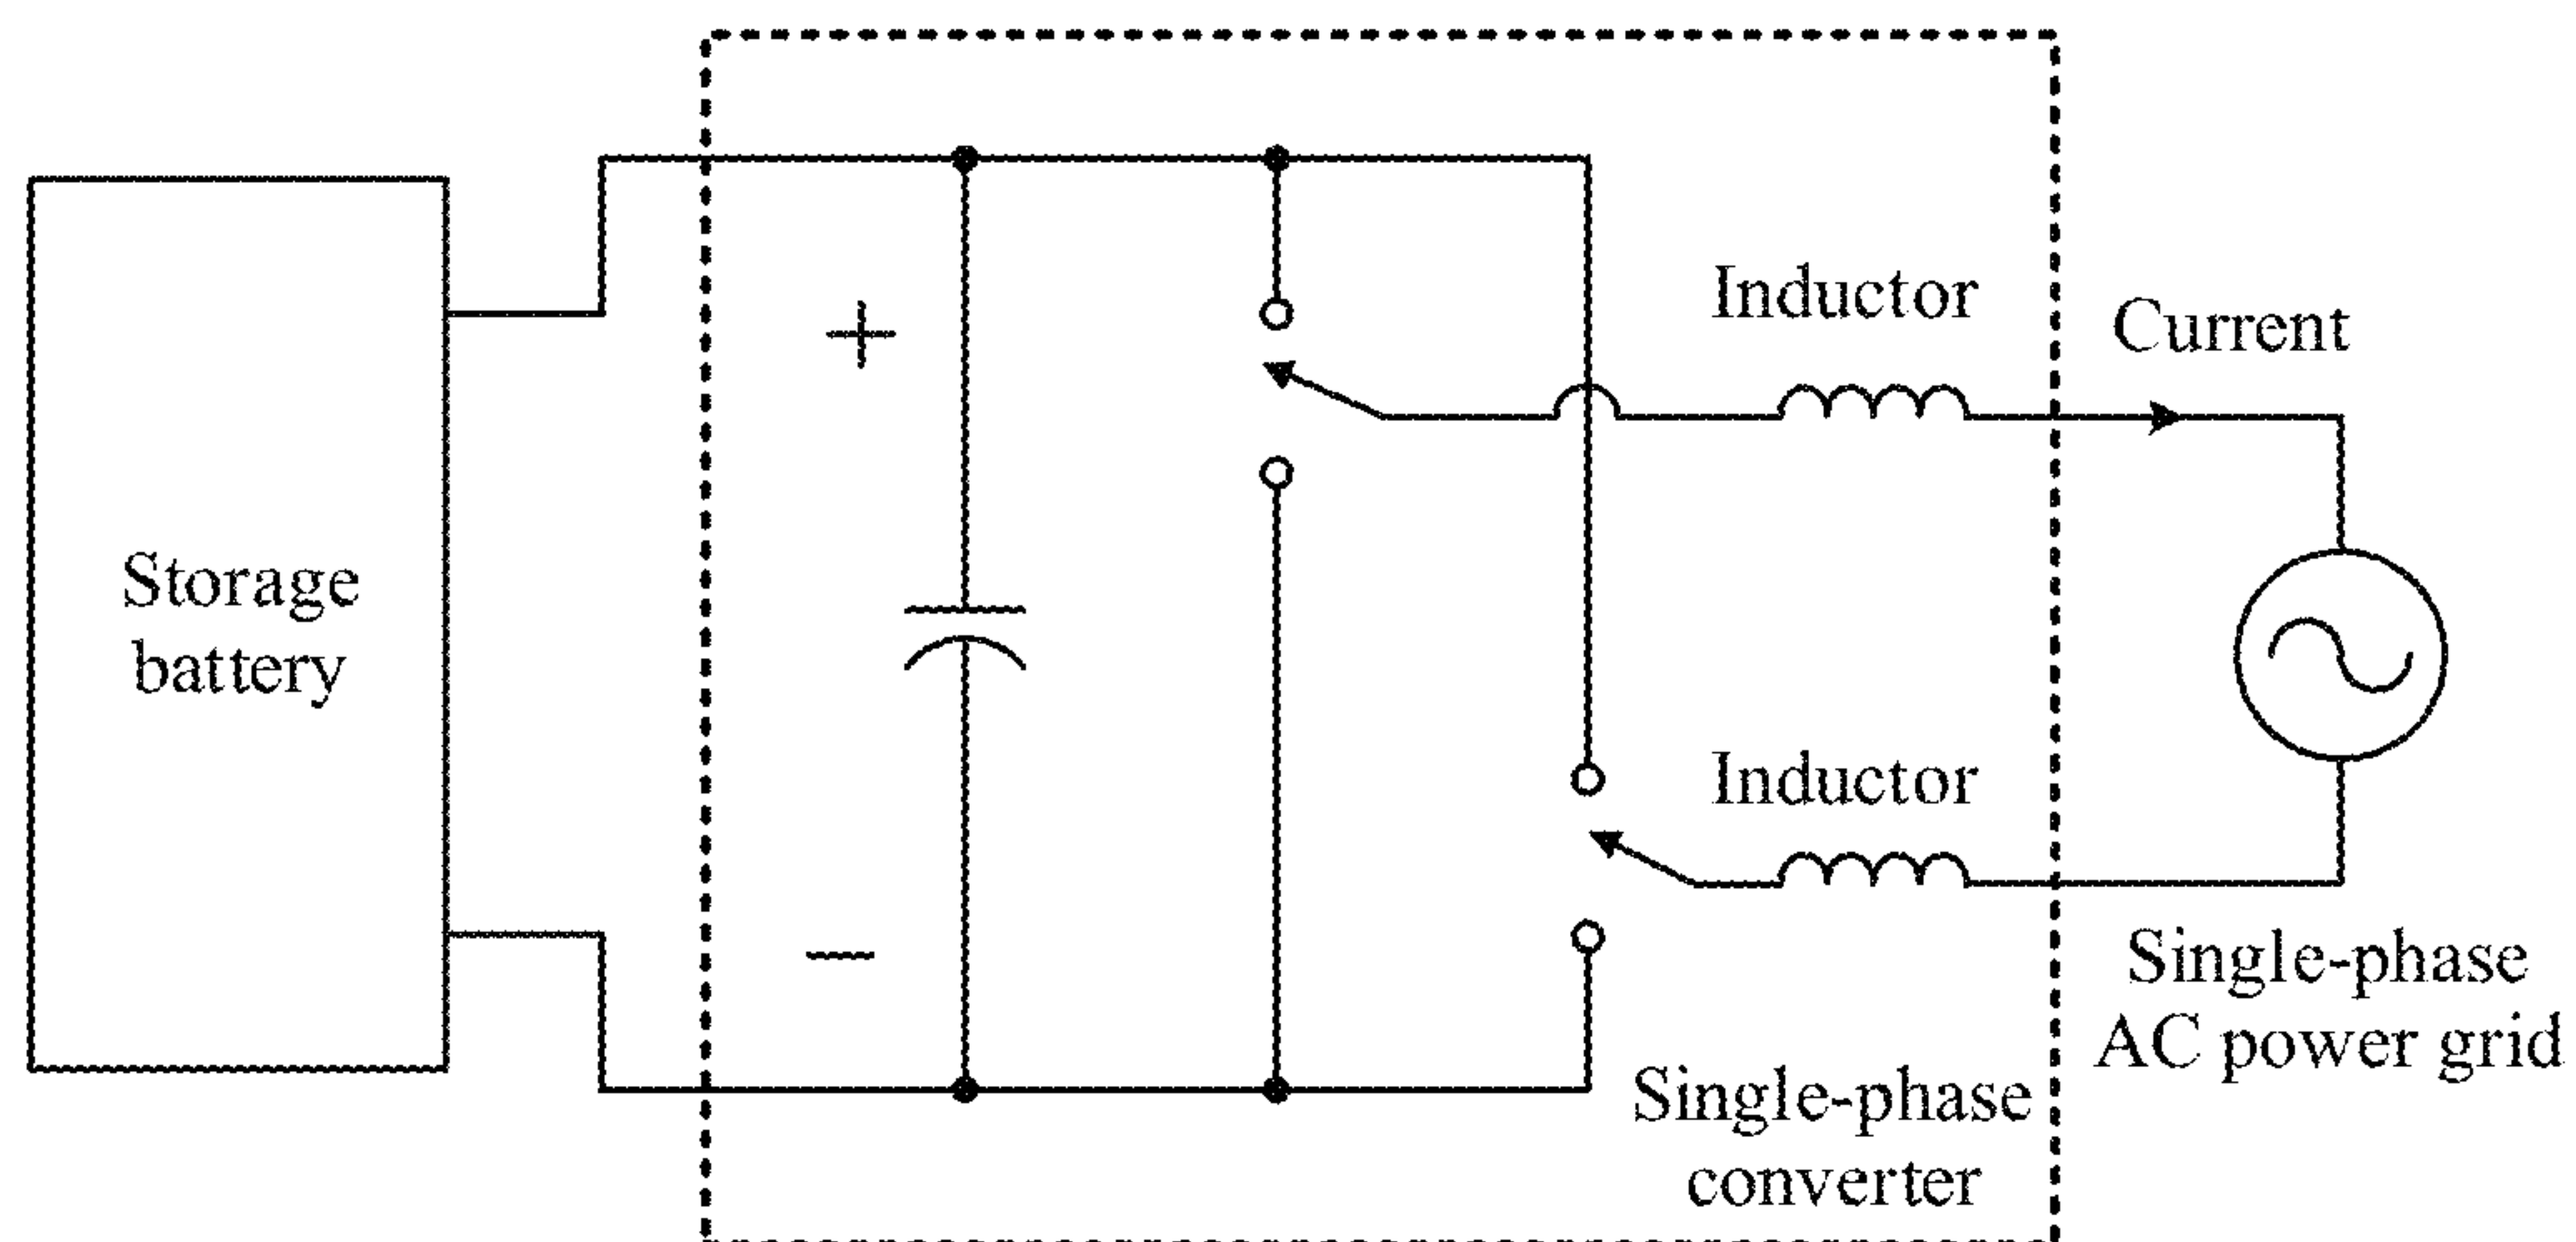 Storage
battery
+
−
Inductor
Current
Inductor
Single-phase
AC power grid
Single-phase
converter